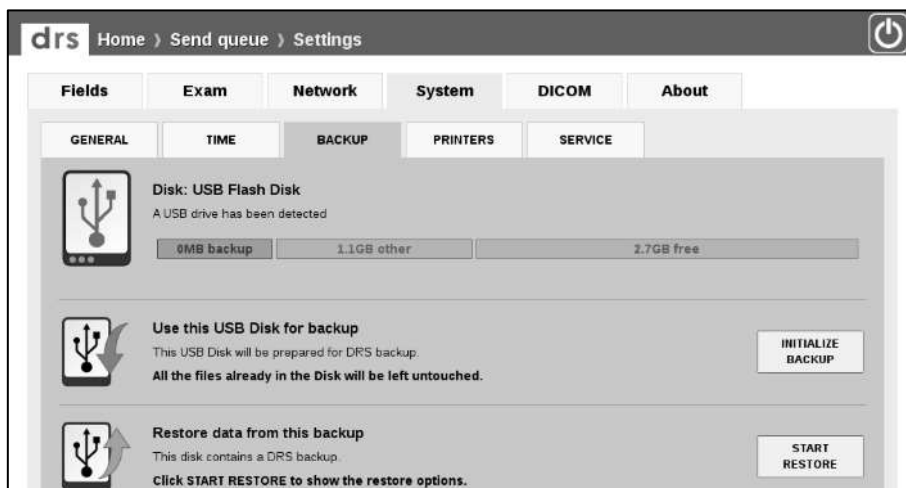 drs Home > Send queue > Settings
Fields Exam Network System DICOM About
GENERAL TIME BACKUP PRINTERS SERVICE
Disk: USB Flash Disk
A USB drive has been detected
0MB backup 1.1GB other 2.7GB free
Use this USB Disk for backup
This USB Disk will be prepared for DRS backup.
All the files already in the Disk will be left untouched.
INITIALIZE
BACKUP
Restore data from this backup
This disk contains a DRS backup.
Click START RESTORE to show the restore options.
START
RESTORE